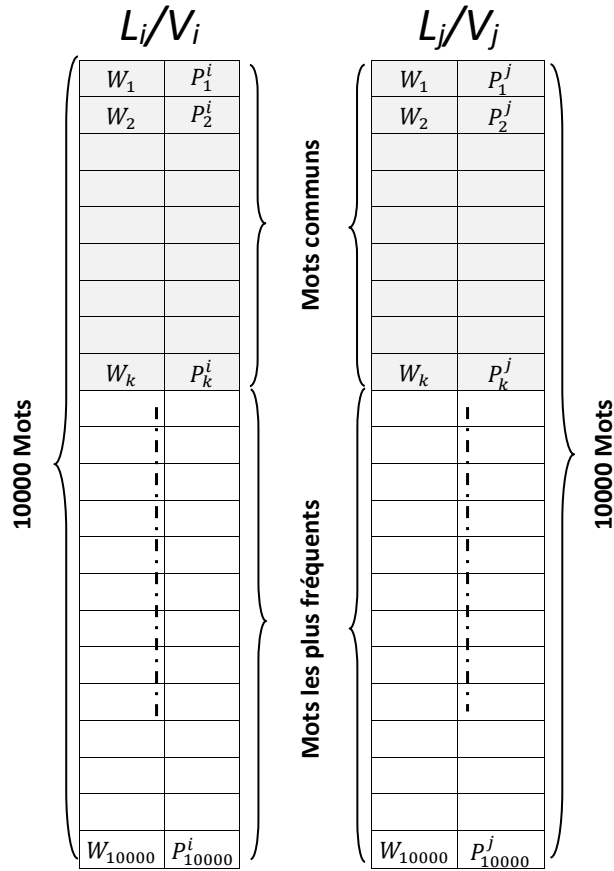 Lᵢ/Vᵢ
Lⱼ/Vⱼ
W₁ P₁ⁱ
W₁ P₁ʲ
W₂ P₂ⁱ
W₂ P₂ʲ
Mots communs
Wₖ Pₖⁱ
Wₖ Pₖʲ
10000 Mots
10000 Mots
Mots les plus fréquents
W₁₀₀₀₀ P₁₀₀₀₀ⁱ
W₁₀₀₀₀ P₁₀₀₀₀ʲ